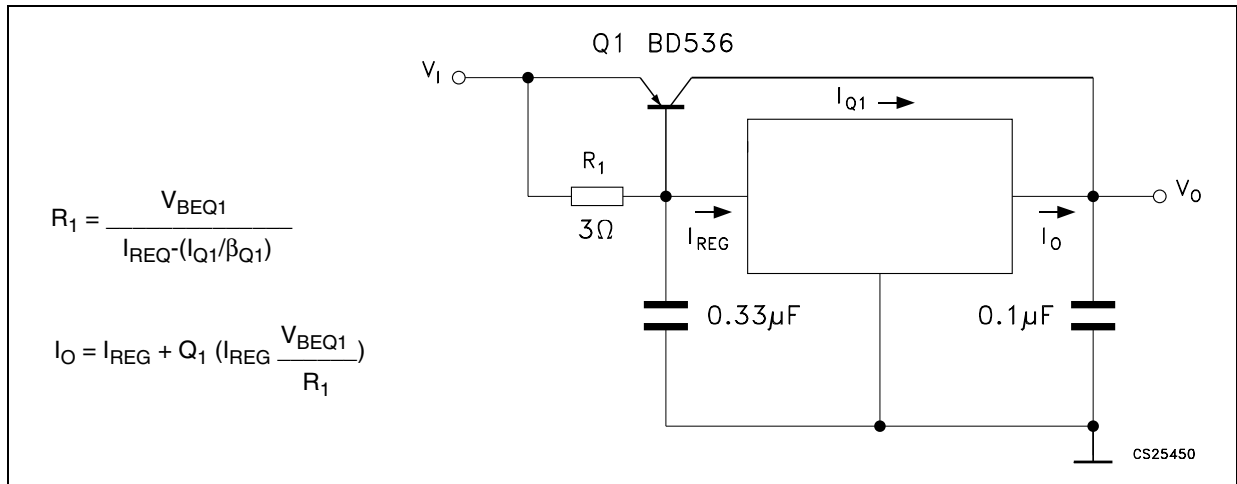 Q1 BD536
V_I
I_Q1
R_1
3Ω
I_REG
I_O
V_O
0.33µF
0.1µF
R_1 = V_BEQ1
I_REQ-(I_Q1/β_Q1)
I_O = I_REG + Q_1 (I_REG V_BEQ1)
R_1
CS25450